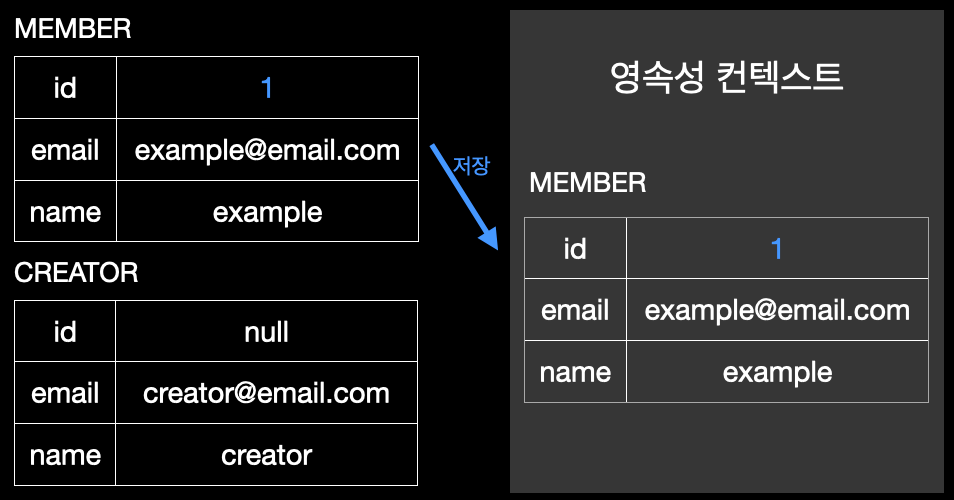 MEMBER
id 1
email example@email.com
name example
저장
CREATOR
id null
email creator@email.com
name creator
영속성 컨텍스트
MEMBER
id 1
email example@email.com
name example